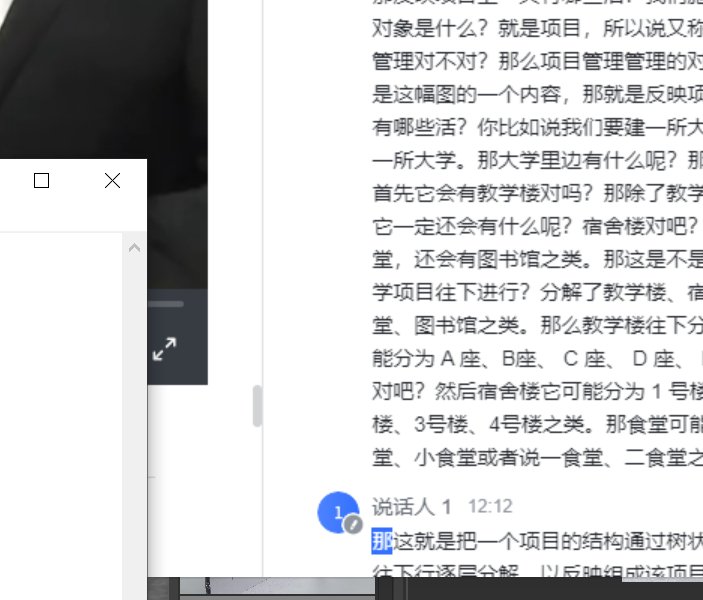 对象是什么？就是项目，所以说又称
管理对不对？那么项目管理管理的对
是这幅图的一个内容，那就是反映项
有哪些活？你比如说我们要建一所大
一所大学。那大学里边有什么呢？那
首先它会有教学楼对吗？那除了教学
它一定还会有什么呢？宿舍楼对吧？
堂，还会有图书馆之类。那这是不是
学项目往下进行？分解了教学楼、宿
堂、图书馆之类。那么教学楼往下分
能分为 A 座、B座、 C 座、 D 座、
对吧？然后宿舍楼它可能分为 1 号楼
楼、3号楼、4号楼之类。那食堂可能
堂、小食堂或者说一食堂、二食堂之
1
说话人 1 12:12
那这就是把一个项目的结构通过树状
往下行逐层分解，以反映组成该项目